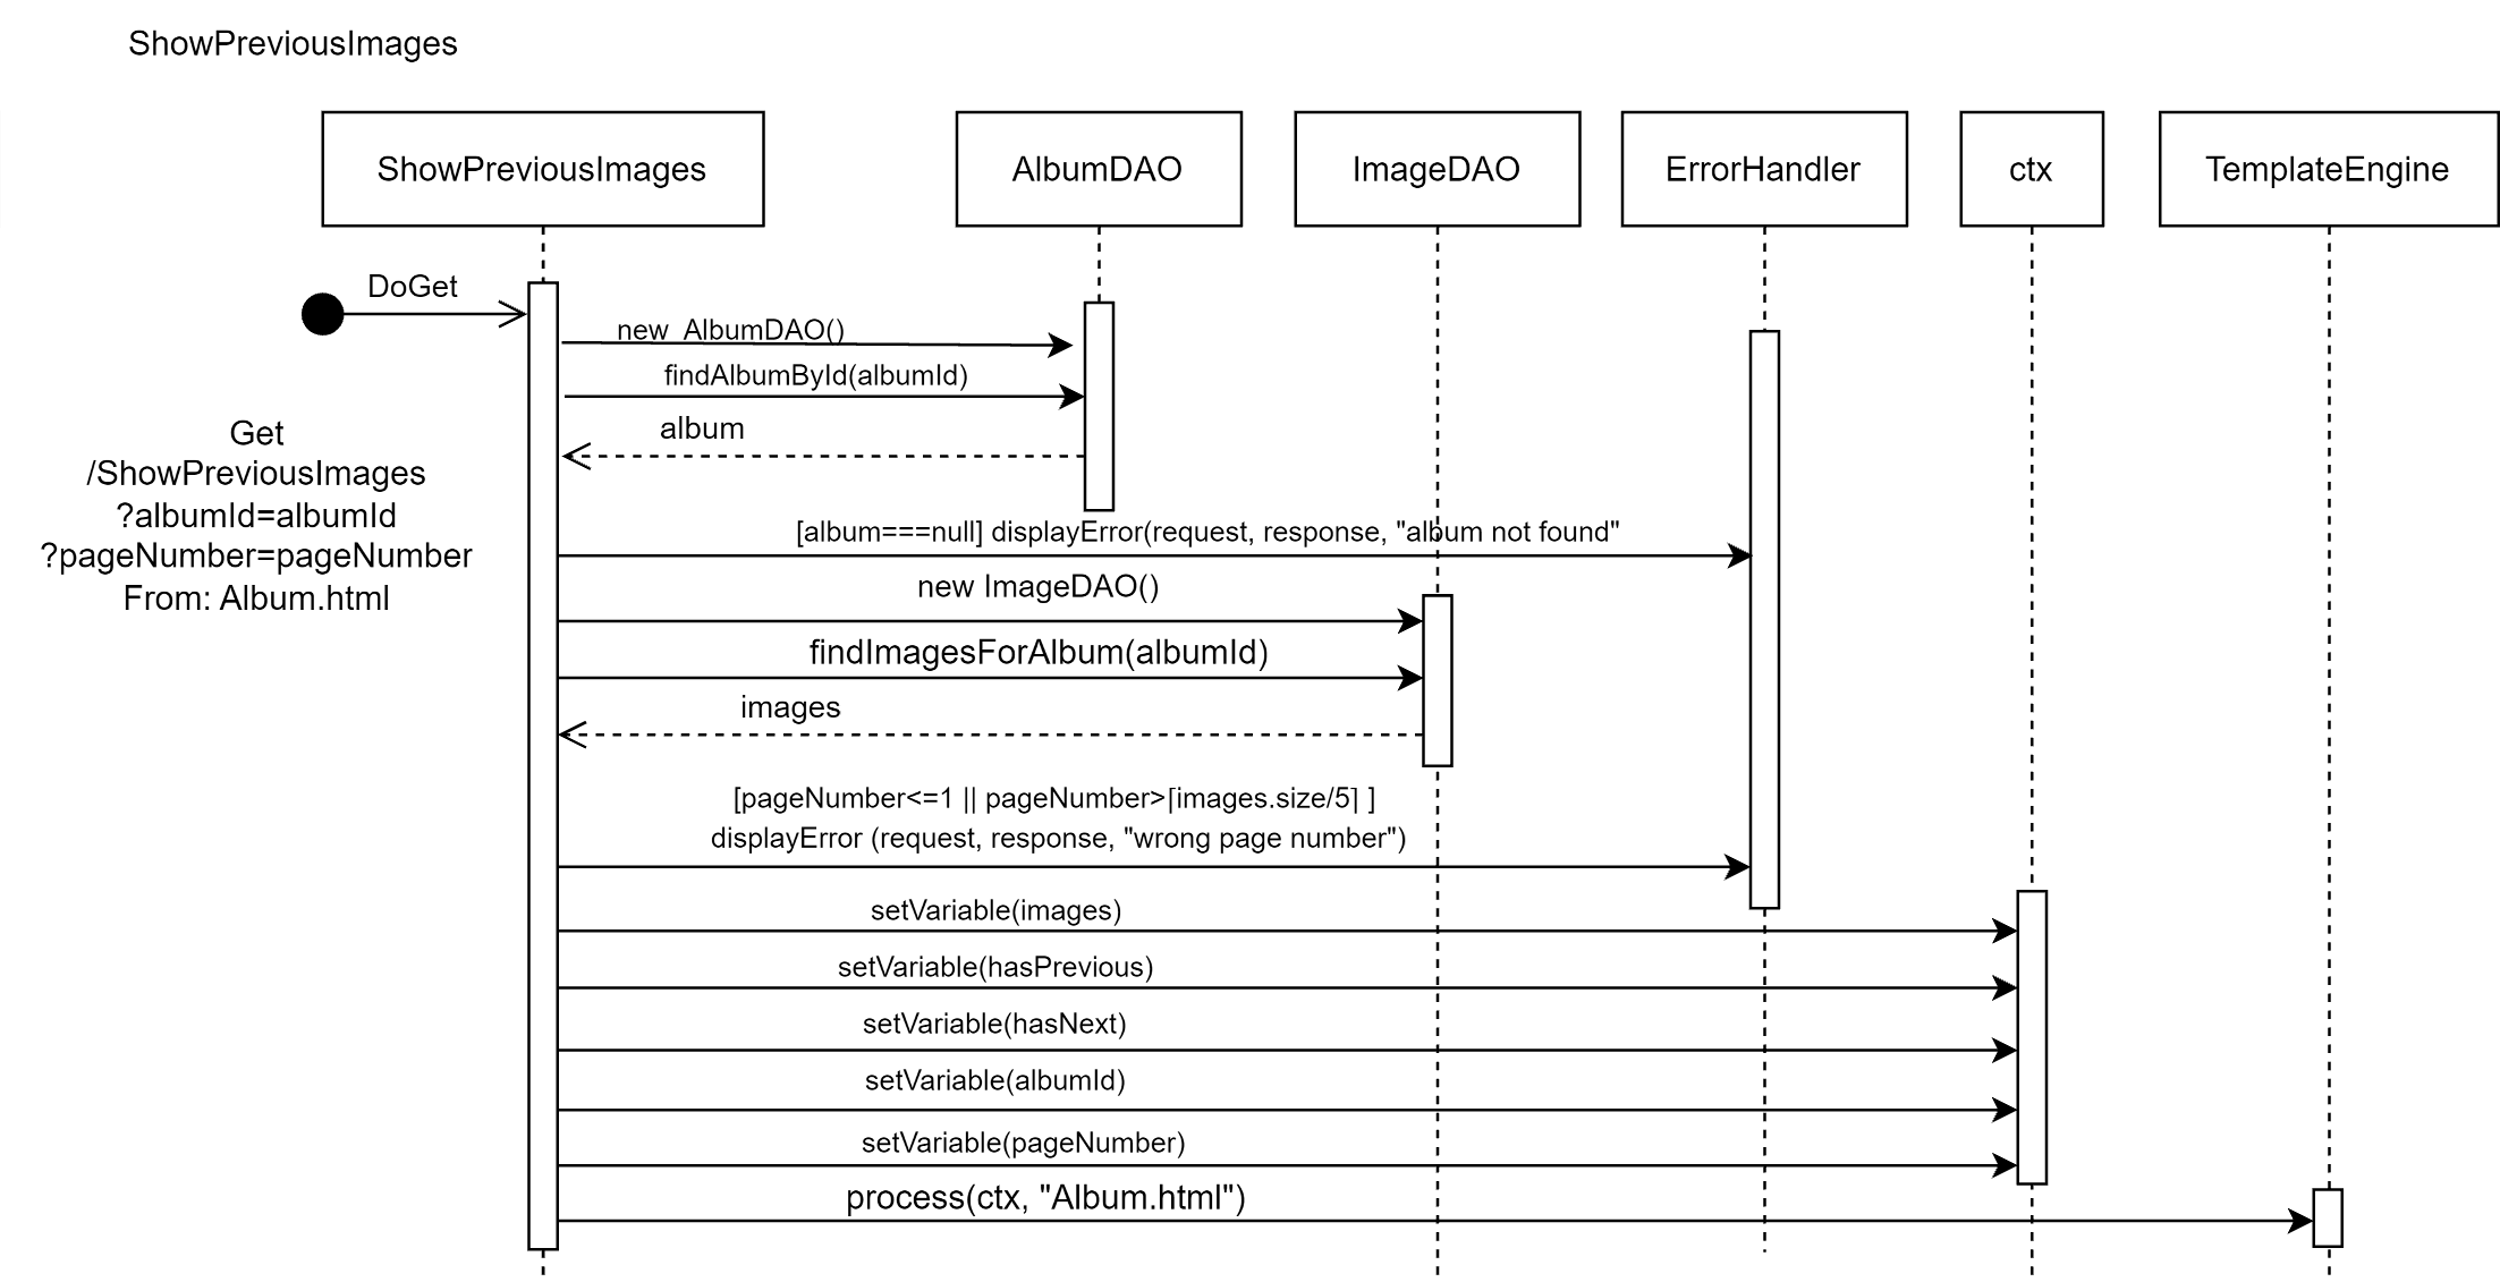 ShowPreviousImages
ShowPreviousImages
AlbumDAO
ImageDAO
ErrorHandler
ctx
TemplateEngine
DoGet
new  AlbumDAO()
findAlbumById(albumId)
album
Get
/ShowPreviousImages
?albumId=albumId
?pageNumber=pageNumber
From: Album.html
[album===null] displayError(request, response, "album not found"
new ImageDAO()
findImagesForAlbum(albumId)
images
[pageNumber<=1 || pageNumber>⌈images.size/5⌉ ]
displayError (request, response, "wrong page number")
setVariable(images)
setVariable(hasPrevious)
setVariable(hasNext)
setVariable(albumId)
setVariable(pageNumber)
process(ctx, "Album.html")